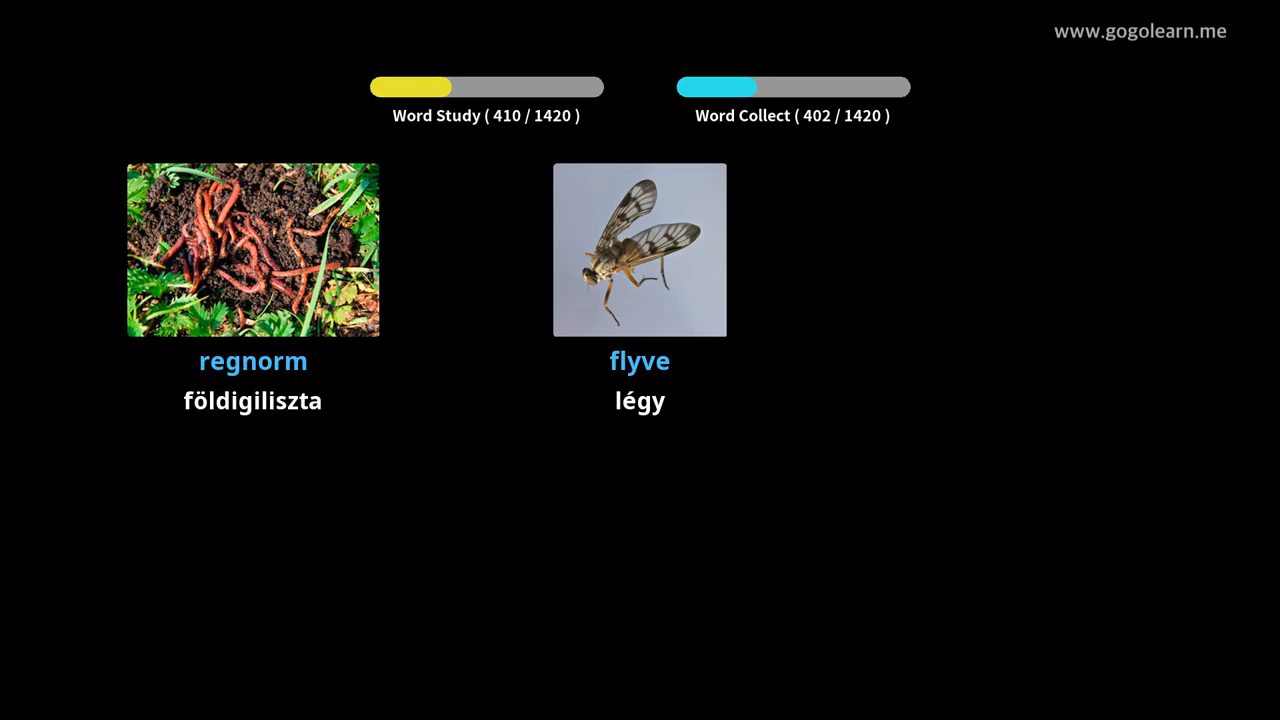 www.gogolearn.me
Word Study ( 410 / 1420 )
Word Collect ( 402 / 1420 )
regnorm
földigiliszta
flyve
légy